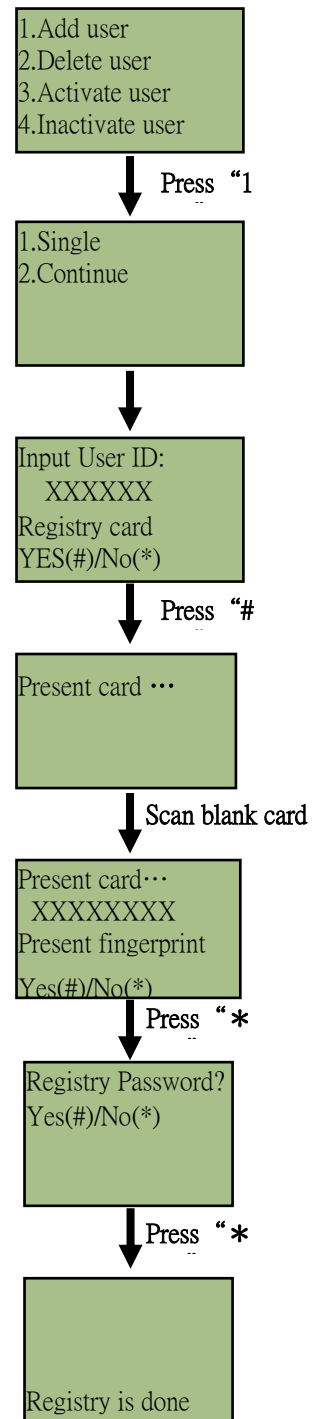 1.Add user
2.Delete user
3.Activate user
4.Inactivate user
Press “1
”
1.Single
2.Continue
Input User ID:
XXXXXX
Registry card
YES(#)/No(*)
Press “#
”
Present card …
Scan blank card
Present card…
XXXXXXXX
Present fingerprint
Yes(#)/No(*)
Press “*
”
Registry Password?
Yes(#)/No(*)
Press “*
”
Registry is done